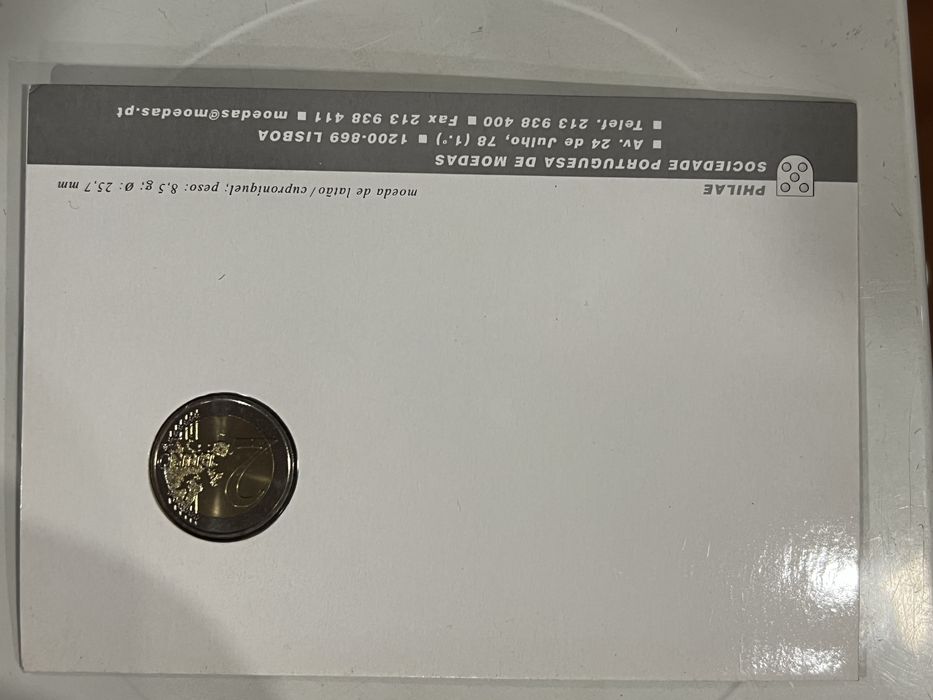 PHILAE
moeda de latão/cuproníquel; peso: 8,5 g; Ø: 25,7 mm
SOCIEDADE PORTUGUESA DE MOEDAS
■ Av. 24 de Julho, 78 (1.º) ■ 1200-869 LISBOA
■ Telef. 213 938 400 ■ Fax 213 938 411 ■ moedas@moedas.pt
2